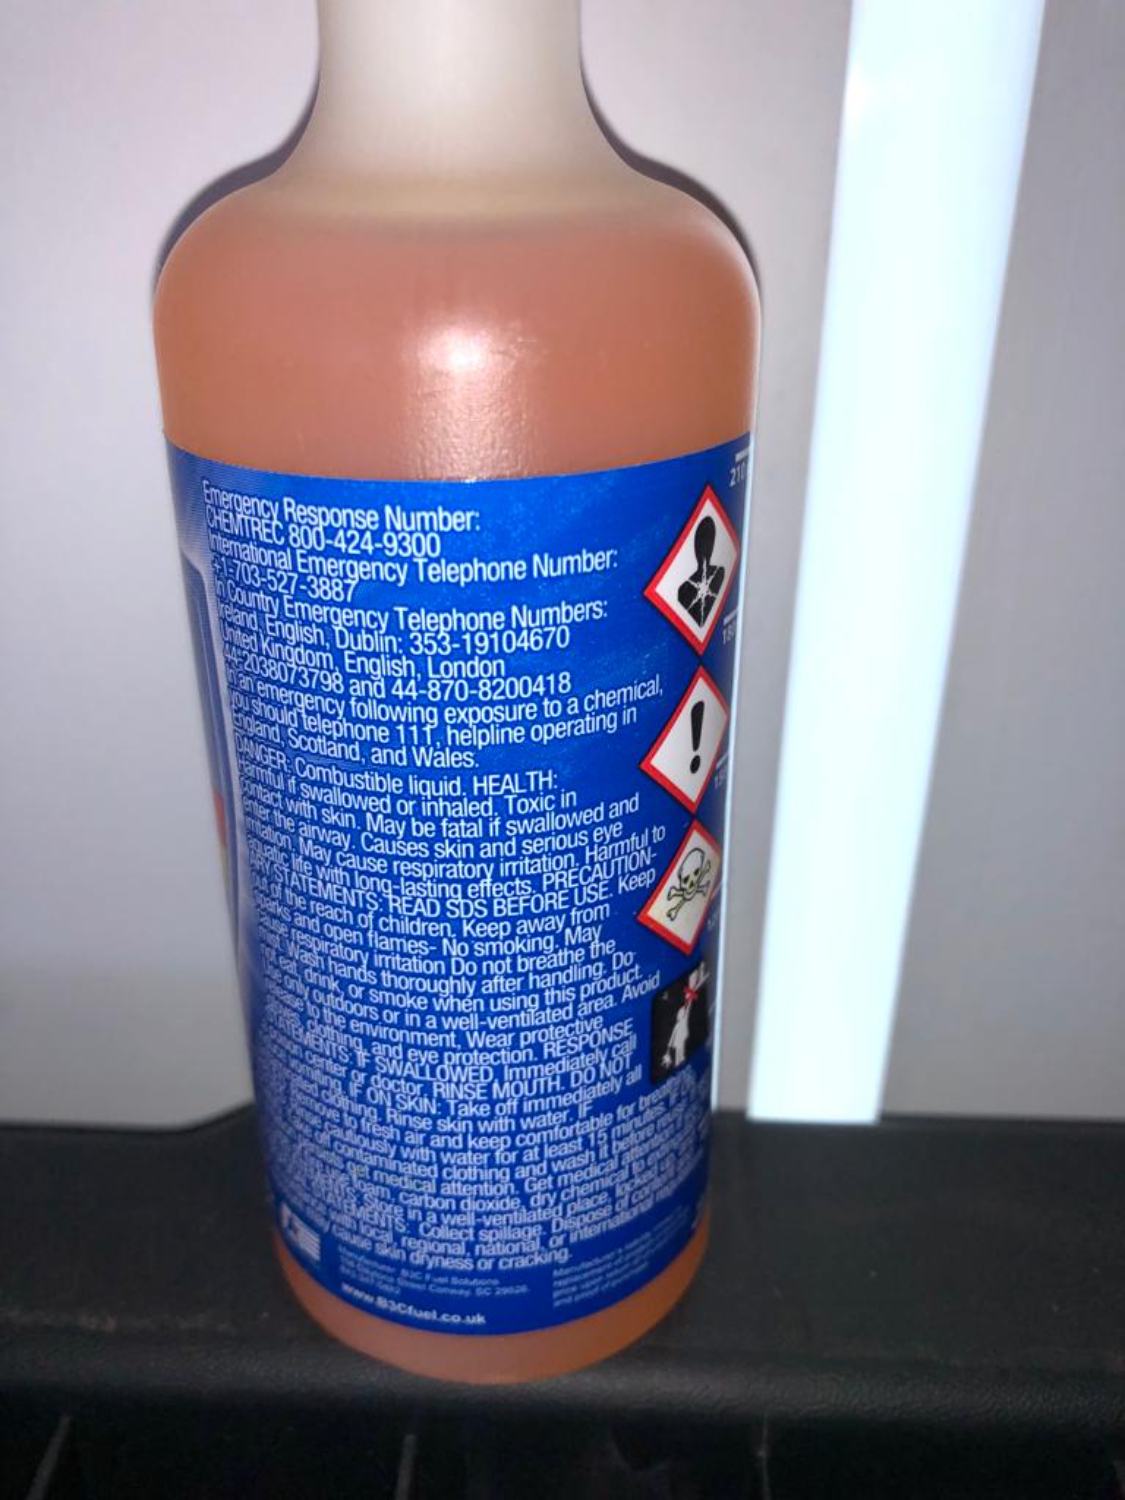 Emergency Response Number:
CHEMTREC 800-424-9300
International Emergency Telephone Number:
+1-703-527-3887
In Country Emergency Telephone Numbers:
Ireland, English, Dublin: 353-19104670
United Kingdom, English, London
44-2038073798 and 44-870-8200418
In an emergency following exposure to a chemical,
you should telephone 111, helpline operating in
England, Scotland, and Wales.
DANGER: Combustible liquid. HEALTH:
Harmful if swallowed or inhaled. Toxic in
contact with skin. May be fatal if swallowed and
enter the airway. Causes skin and serious eye
irritation. May cause respiratory irritation. Harmful to
aquatic life with long-lasting effects. PRECAUTION-
ARY STATEMENTS: READ SDS BEFORE USE. Keep
out of the reach of children. Keep away from
sparks and open flames- No smoking. May
cause respiratory irritation Do not breathe the
Wash hands thoroughly after handling. Do
not eat, drink, or smoke when using this product.
Use only outdoors or in a well-ventilated area. Avoid
release to the environment, Wear protective
clothing, and eye protection. RESPONSE
STATEMENTS: IF SWALLOWED, Immediately call
center or doctor. RINSE MOUTH. DO NOT
vomiting. IF ON SKIN: Take off immediately all
clothing. Rinse skin with water. IF
Remove to fresh air and keep comfortable for
cautiously with water for at least 15 minutes.
off contaminated clothing and wash it before
get medical attention. Get medical
foam, carbon dioxide, dry chemical
Store in a well-ventilated place.
Collect spillage. Dispose of
with local, regional, national, or international
cause skin dryness or cracking.
B3C Fuel Solutions
Conway, SC 29526
www.B3Cfuel.co.uk
210